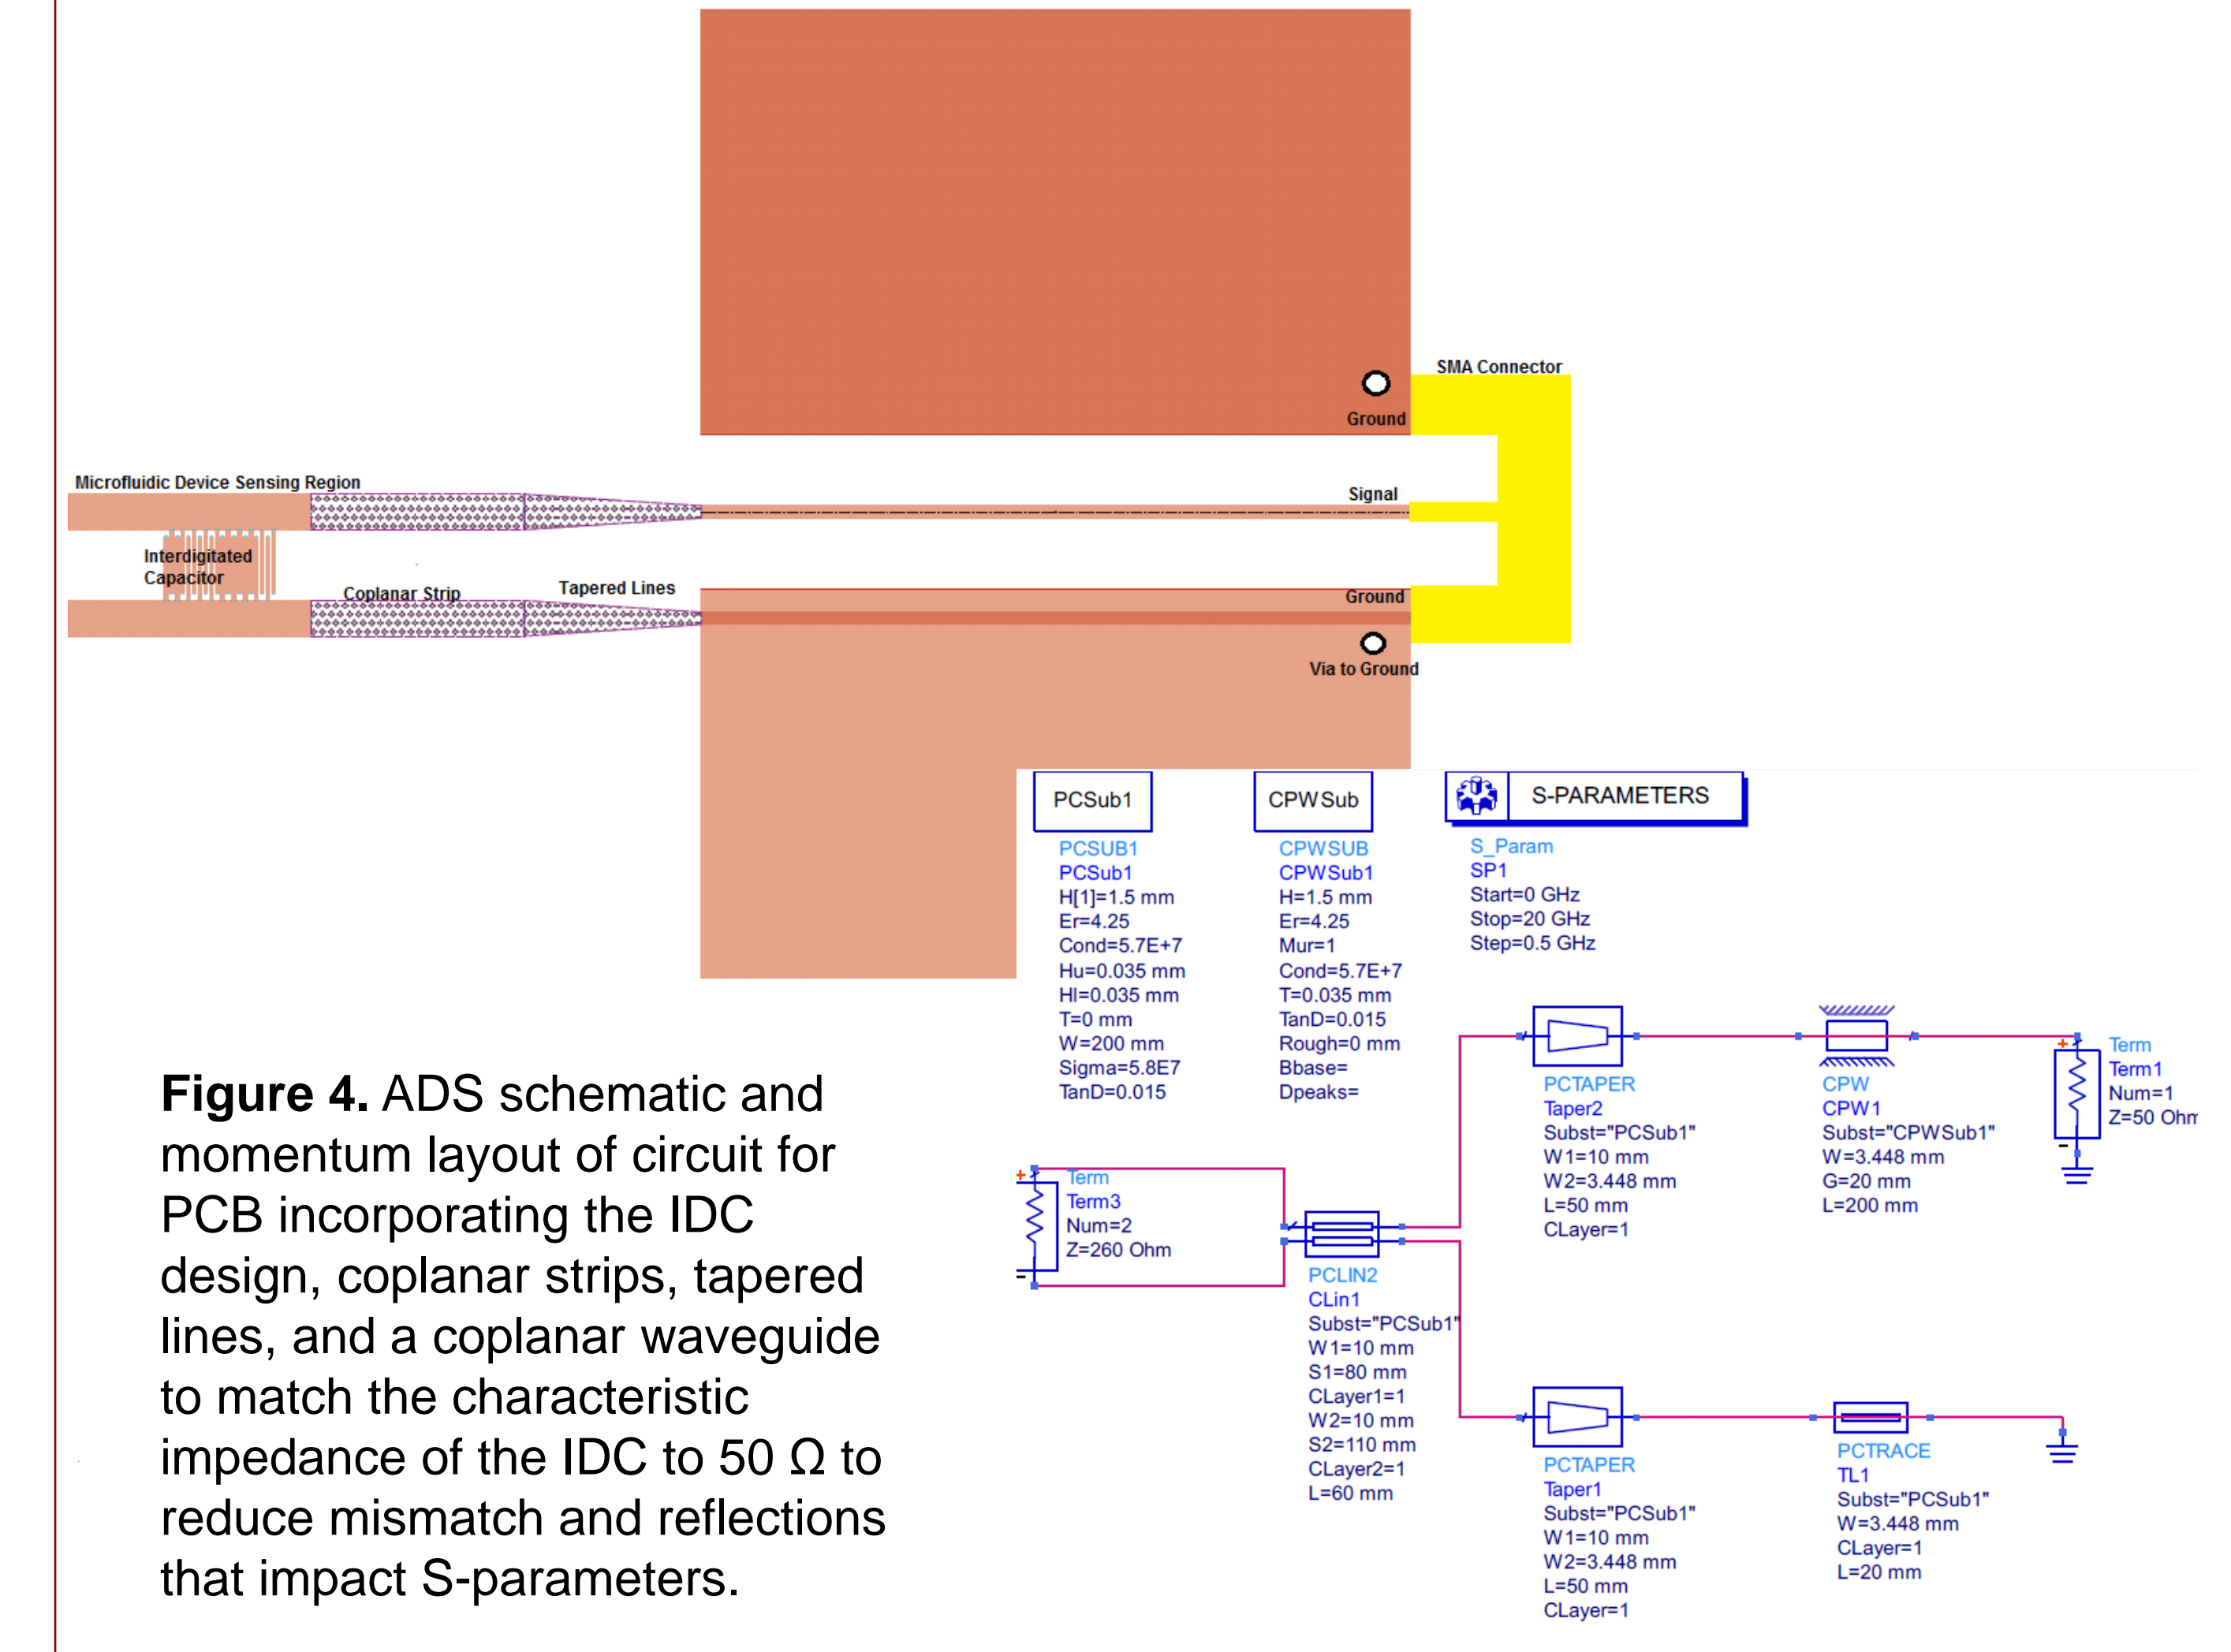 SMA Connector
Ground
Microfluidic Device Sensing Region
Signal
Interdigitated
Capacitor
Coplanar Strip
Tapered Lines
Ground
Via to Ground
PCSub1
PCSUB1
PCSub1
H[1]=1.5 mm
Er=4.25
Cond=5.7E+7
Hu=0.035 mm
Hl=0.035 mm
T=0 mm
W=200 mm
Sigma=5.8E7
TanD=0.015
CPWSub
CPWSUB
CPWSub1
H=1.5 mm
Er=4.25
Mur=1
Cond=5.7E+7
T=0.035 mm
TanD=0.015
Rough=0 mm
Bbase=
Dpeaks=
S-PARAMETERS
S_Param
SP1
Start=0 GHz
Stop=20 GHz
Step=0.5 GHz
Figure 4. ADS schematic and
momentum layout of circuit for
PCB incorporating the IDC
design, coplanar strips, tapered
lines, and a coplanar waveguide
to match the characteristic
impedance of the IDC to 50 Ω to
reduce mismatch and reflections
that impact S-parameters.
+
Term
Term3
Num=2
Z=260 Ohm
-
PCLIN2
CLin1
Subst="PCSub1"
W1=10 mm
S1=80 mm
CLayer1=1
W2=10 mm
S2=110 mm
CLayer2=1
L=60 mm
PCTAPER
Taper2
Subst="PCSub1"
W1=10 mm
W2=3.448 mm
L=50 mm
CLayer=1
CPW
CPW1
Subst="CPWSub1"
W=3.448 mm
G=20 mm
L=200 mm
+
Term
Term1
Num=1
Z=50 Ohm
-
PCTAPER
Taper1
Subst="PCSub1"
W1=10 mm
W2=3.448 mm
L=50 mm
CLayer=1
PCTRACE
TL1
Subst="PCSub1"
W=3.448 mm
CLayer=1
L=20 mm